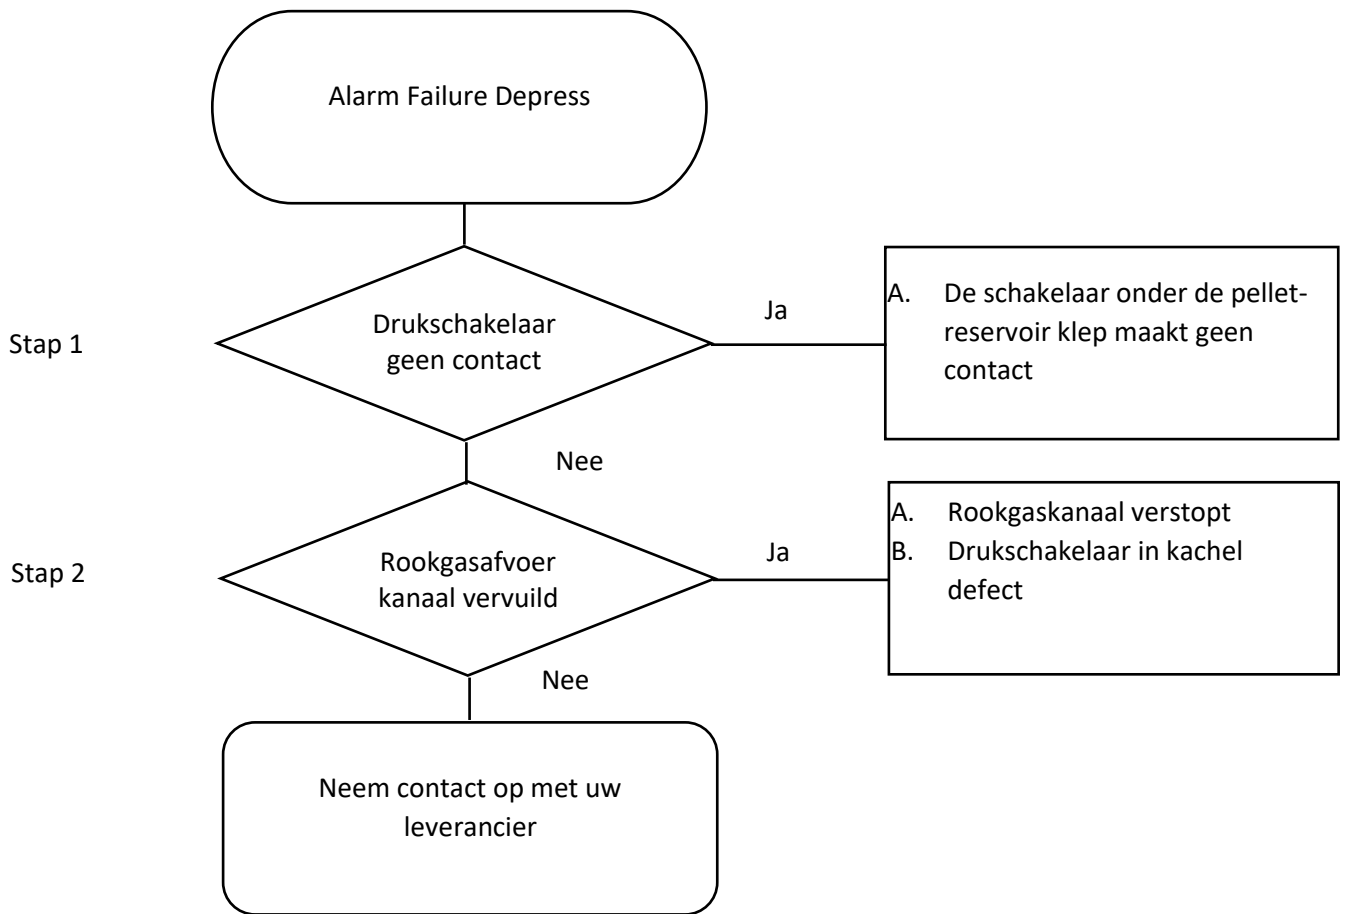 Alarm Failure Depress
Stap 1
Drukschakelaar
geen contact
Ja
A. De schakelaar onder de pellet-
reservoir klep maakt geen
contact
Nee
Stap 2
Rookgasafvoer
kanaal vervuild
Ja
A. Rookgaskanaal verstopt
B. Drukschakelaar in kachel
defect
Nee
Neem contact op met uw
leverancier